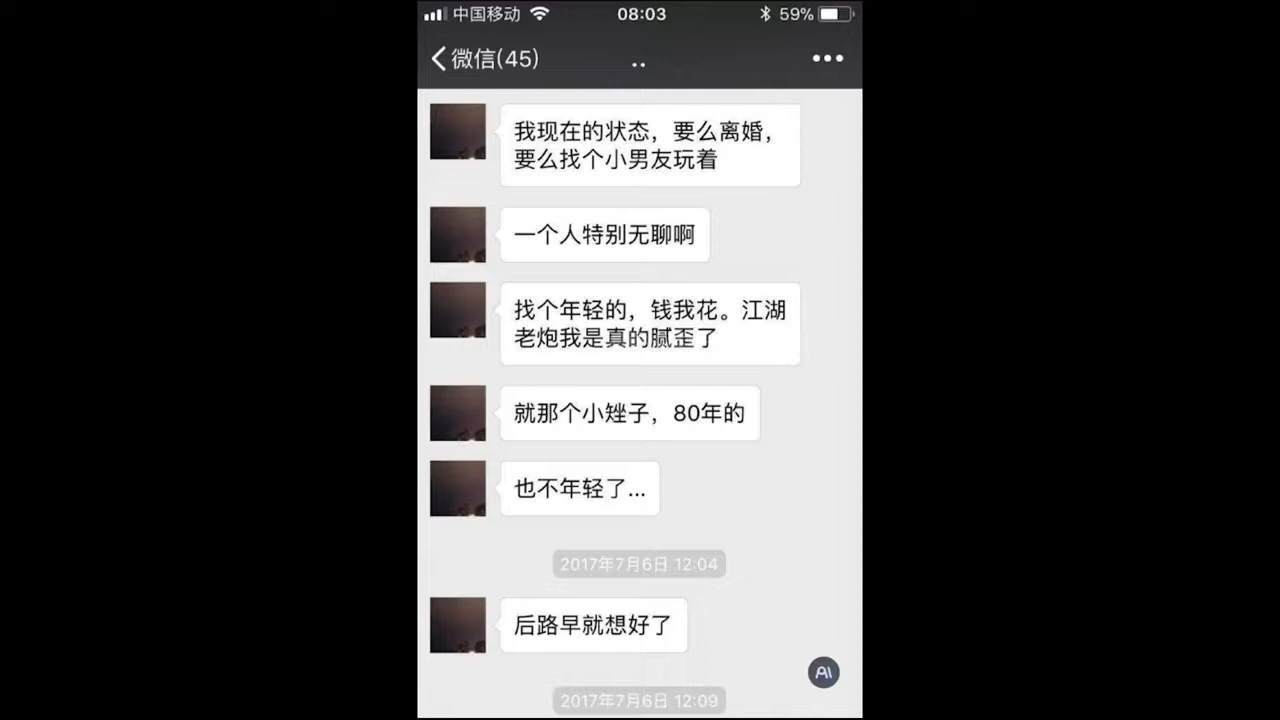 中国移动 08:03 59%
微信(45) ..
我现在的状态，要么离婚，
要么找个小男友玩着
一个人特别无聊啊
找个年轻的，钱我花。江湖
老炮我是真的腻歪了
就那个小矬子，80年的
也不年轻了...
2017年7月6日 12:04
后路早就想好了
AI
2017年7月6日 12:09